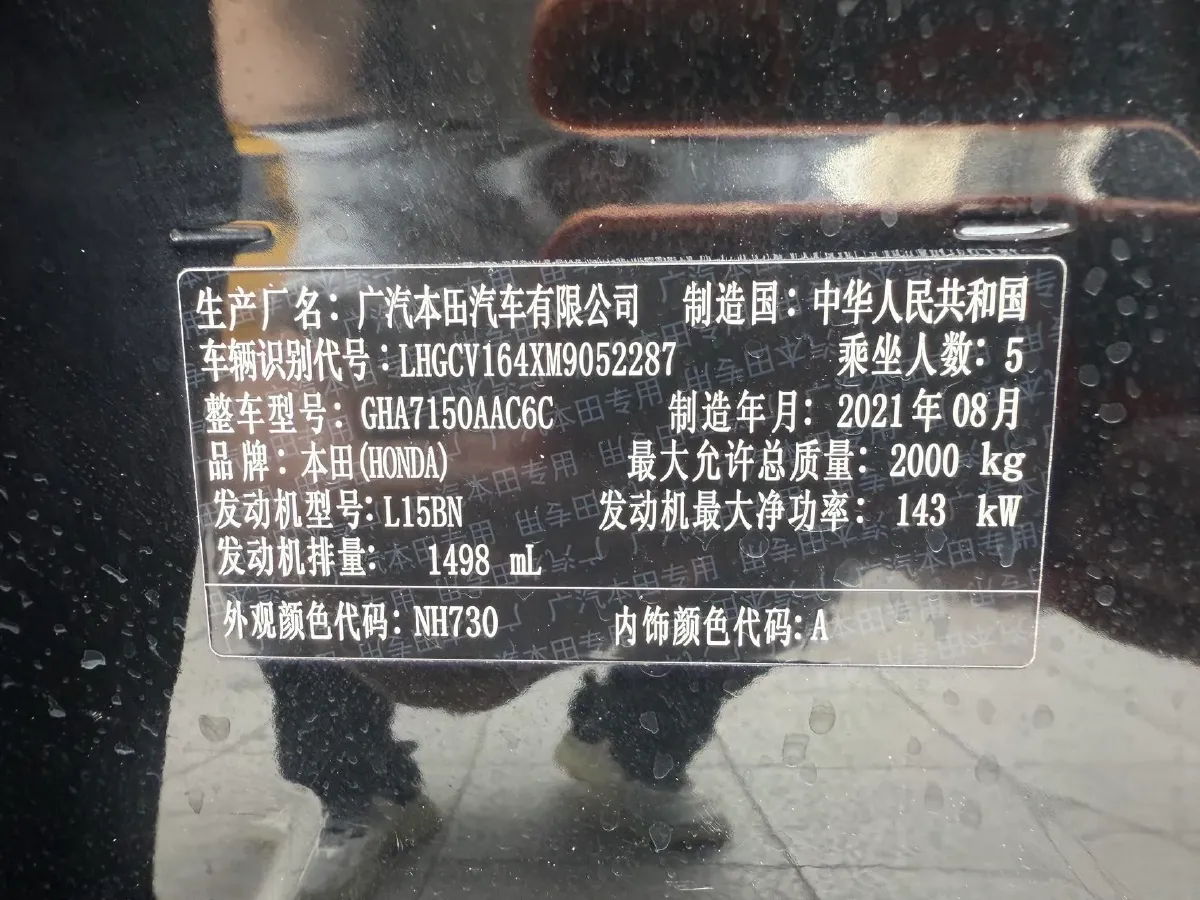 生产厂名：广汽本田汽车有限公司 制造国：中华人民共和国
车辆识别代号：LHGCV164XM9052287 乘坐人数：5
整车型号：GHA7150AAC6C 制造年月：2021年08月
品牌：本田(HONDA) 最大允许总质量：2000 kg
发动机型号：L15BN 发动机最大净功率：143 kW
发动机排量：1498 mL
外观颜色代码：NH730 内饰颜色代码：A